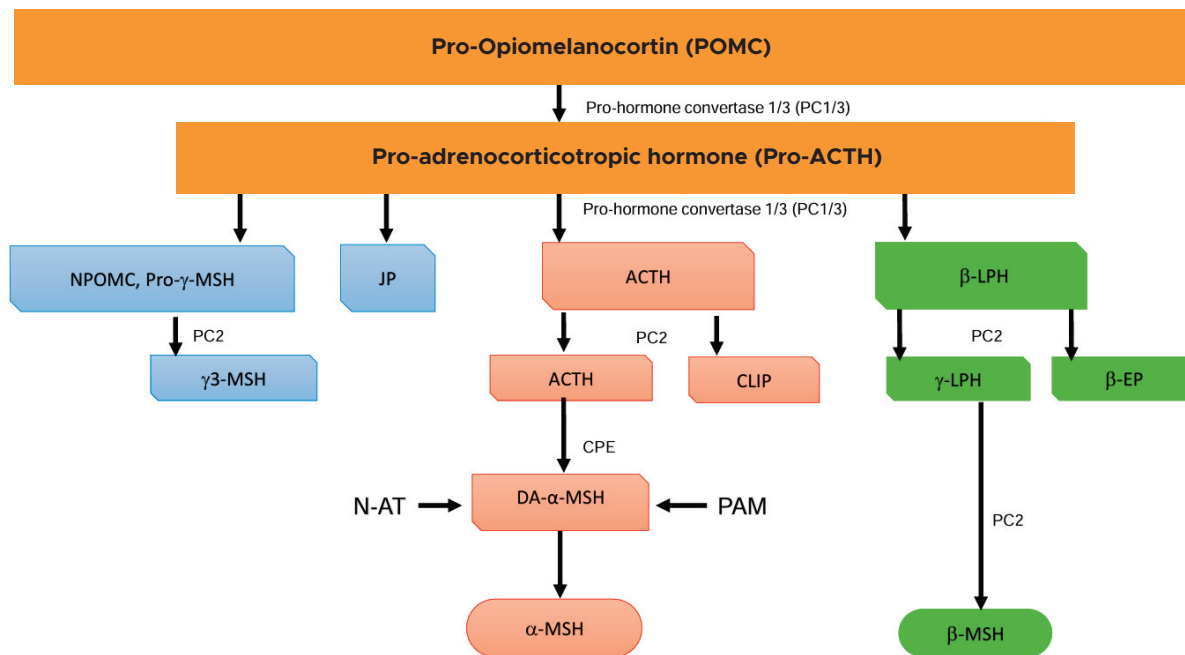 Pro-Opiomelanocortin (POMC)
Pro-hormone convertase 1/3 (PC1/3)
Pro-adrenocorticotropic hormone (Pro-ACTH)
Pro-hormone convertase 1/3 (PC1/3)
NPOMC, Pro-γ-MSH
JP
ACTH
β-LPH
PC2
PC2
PC2
γ3-MSH
ACTH
CLIP
γ-LPH
β-EP
CPE
N-AT
DA-α-MSH
PAM
PC2
α-MSH
β-MSH